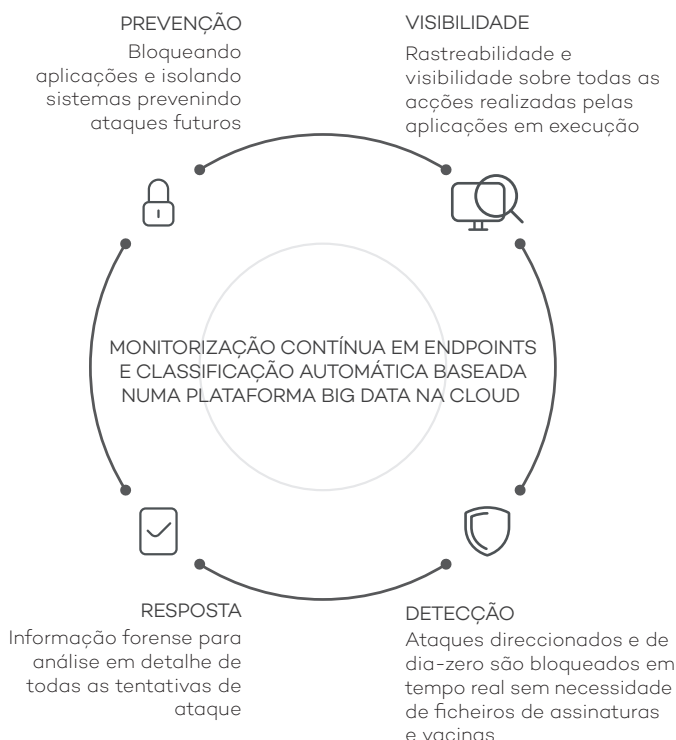 PREVENÇÃO
Bloqueando
aplicações e isolando
sistemas prevenindo
ataques futuros
VISIBILIDADE
Rastreabilidade e
visibilidade sobre todas as
acções realizadas pelas
aplicações em execução
MONITORIZAÇÃO CONTÍNUA EM ENDPOINTS
E CLASSIFICAÇÃO AUTOMÁTICA BASEADA
NUMA PLATAFORMA BIG DATA NA CLOUD
RESPOSTA
Informação forense para
análise em detalhe de
todas as tentativas de
ataque
DETECÇÃO
Ataques direccionados e de
dia-zero são bloqueados em
tempo real sem necessidade
de ficheiros de assinaturas
e vacinas